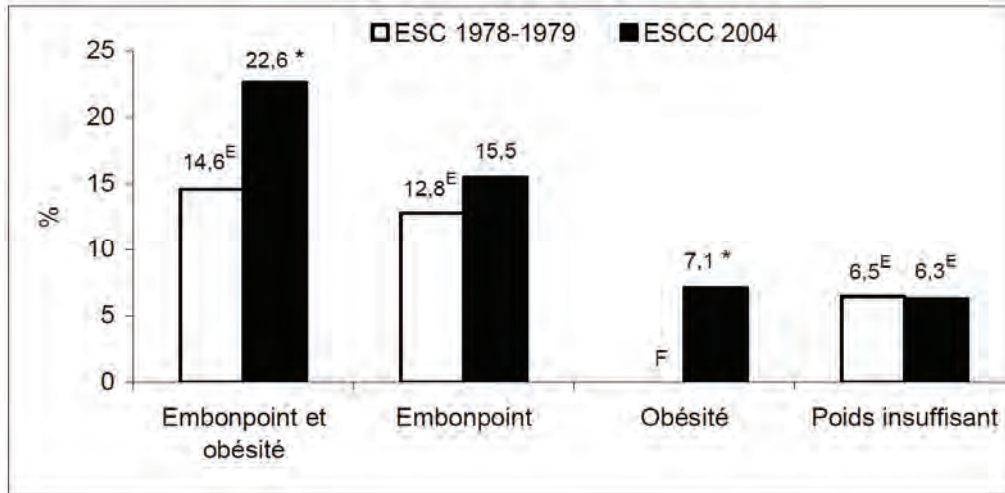 ESC 1978-1979 ESCC 2004
25
20
15
10
5
0
%
14,6E
22,6 *
12,8E
15,5
F
7,1 *
6,5E
6,3E
Embonpoint et
obésité
Embonpoint
Obésité
Poids insuffisant